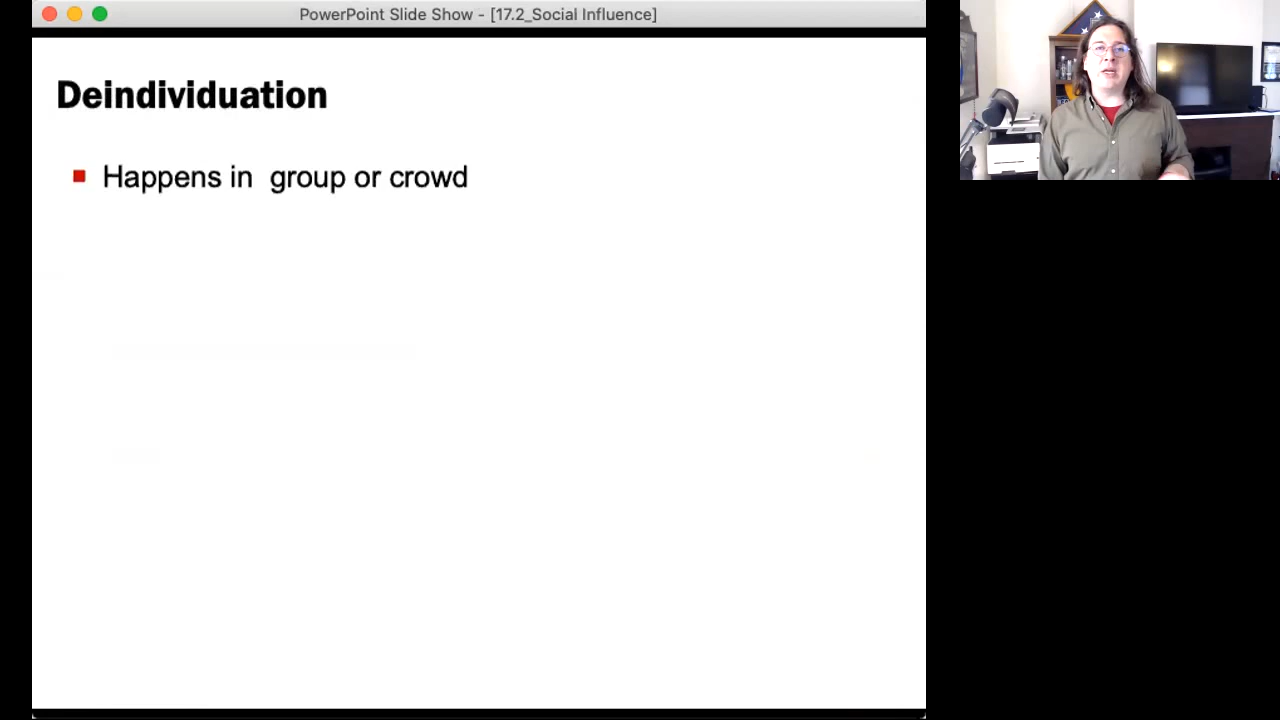 PowerPoint Slide Show - [17.2_Social Influence]
Deindividuation
Happens in  group or crowd